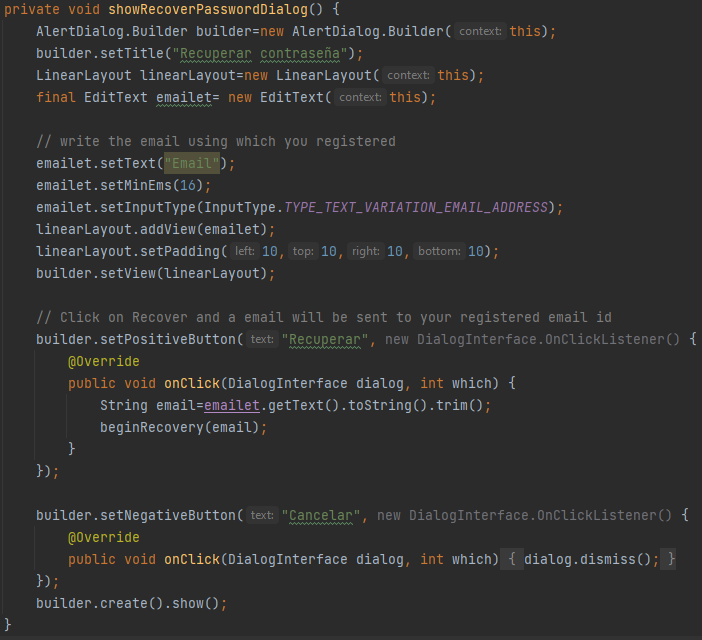 private void showRecoverPasswordDialog() {
AlertDialog.Builder builder=new AlertDialog.Builder( context: this);
builder.setTitle("Recuperar contraseña");
LinearLayout linearLayout=new LinearLayout( context: this);
final EditText emailet= new EditText( context: this);
// write the email using which you registered
emailet.setText("Email");
emailet.setMinEms(16);
emailet.setInputType(InputType.TYPE_TEXT_VARIATION_EMAIL_ADDRESS);
linearLayout.addView(emailet);
linearLayout.setPadding( left: 10, top: 10, right: 10, bottom: 10);
builder.setView(linearLayout);
// Click on Recover and a email will be sent to your registered email id
builder.setPositiveButton( text: "Recuperar", new DialogInterface.OnClickListener() {
@Override
public void onClick(DialogInterface dialog, int which) {
String email=emailet.getText().toString().trim();
beginRecovery(email);
}
});
builder.setNegativeButton( text: "Cancelar", new DialogInterface.OnClickListener() {
@Override
public void onClick(DialogInterface dialog, int which) { dialog.dismiss(); }
});
builder.create().show();
}